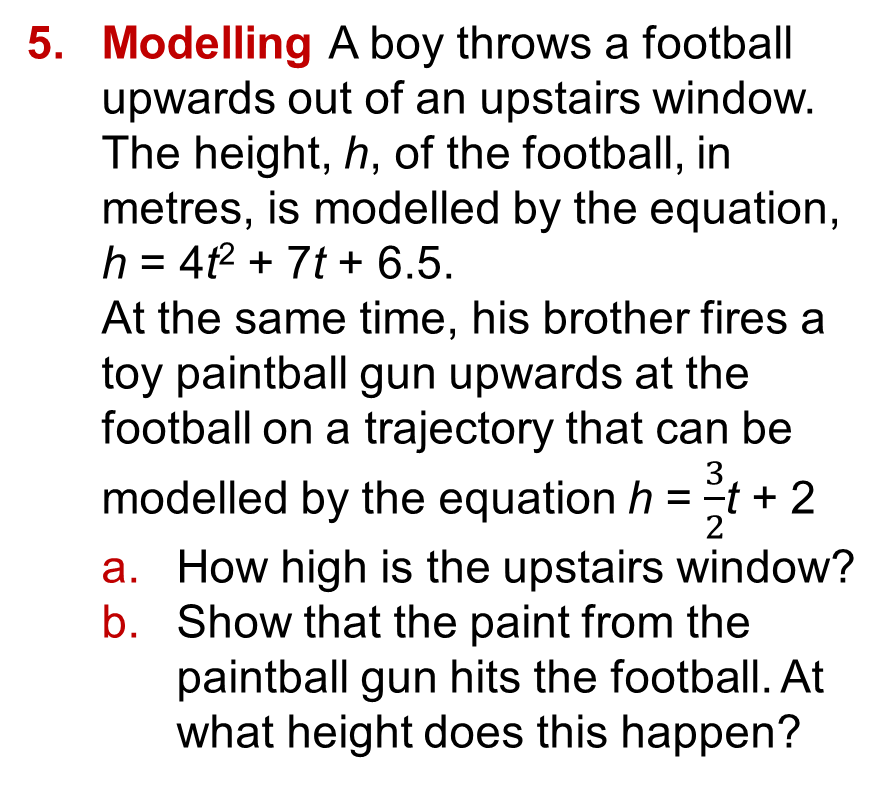 5. Modelling A boy throws a football
upwards out of an upstairs window.
The height, h, of the football, in
metres, is modelled by the equation,
h = 4t² + 7t + 6.5.
At the same time, his brother fires a
toy paintball gun upwards at the
football on a trajectory that can be
modelled by the equation h = 3/2 t + 2
a. How high is the upstairs window?
b. Show that the paint from the
paintball gun hits the football. At
what height does this happen?